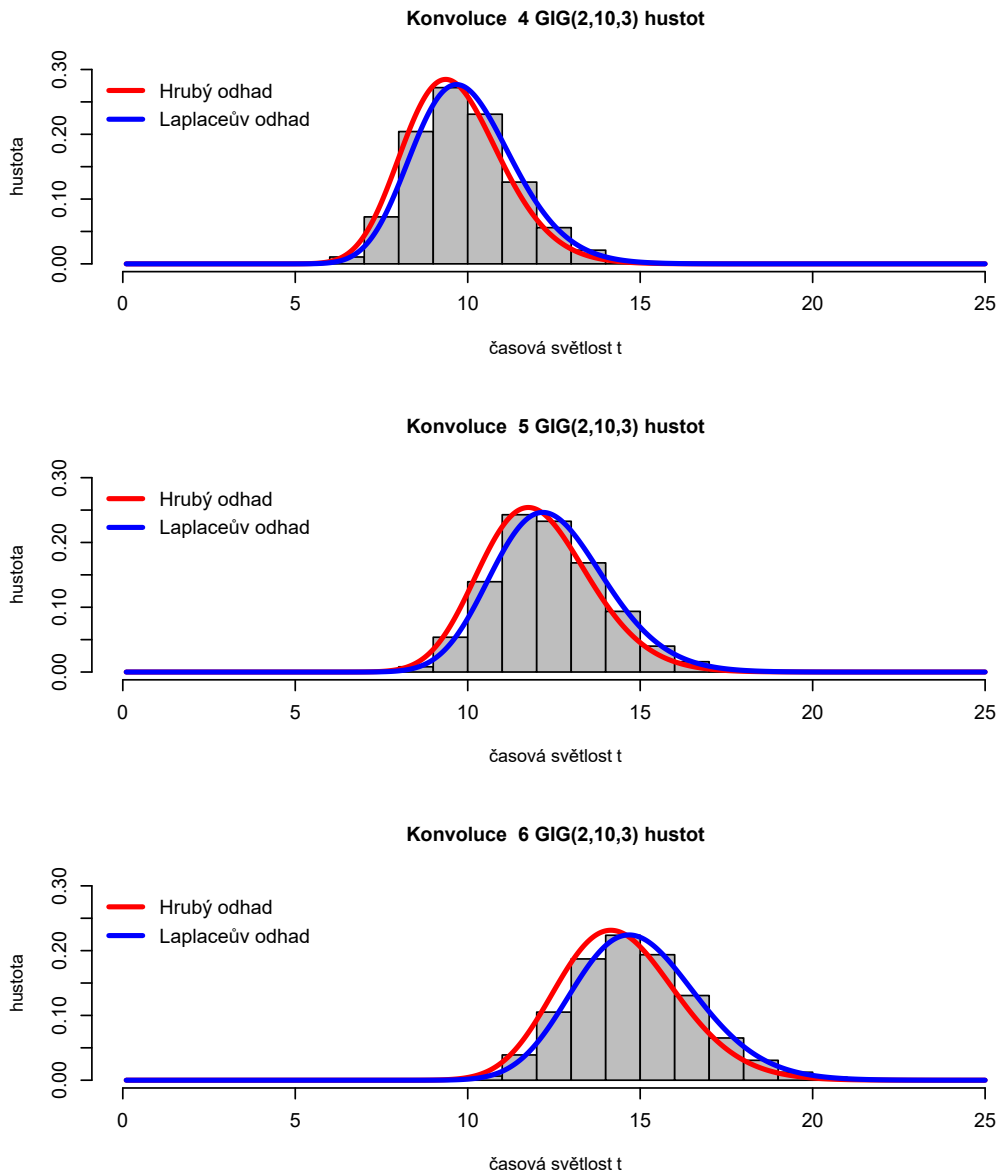 Konvoluce  4 GIG(2,10,3) hustot
0.30
0.20
0.10
0.00
hustota
Hrubý odhad
Laplaceův odhad
0 5 10 15 20 25
časová světlost t
Konvoluce  5 GIG(2,10,3) hustot
0.30
0.20
0.10
0.00
hustota
Hrubý odhad
Laplaceův odhad
0 5 10 15 20 25
časová světlost t
Konvoluce  6 GIG(2,10,3) hustot
0.30
0.20
0.10
0.00
hustota
Hrubý odhad
Laplaceův odhad
0 5 10 15 20 25
časová světlost t